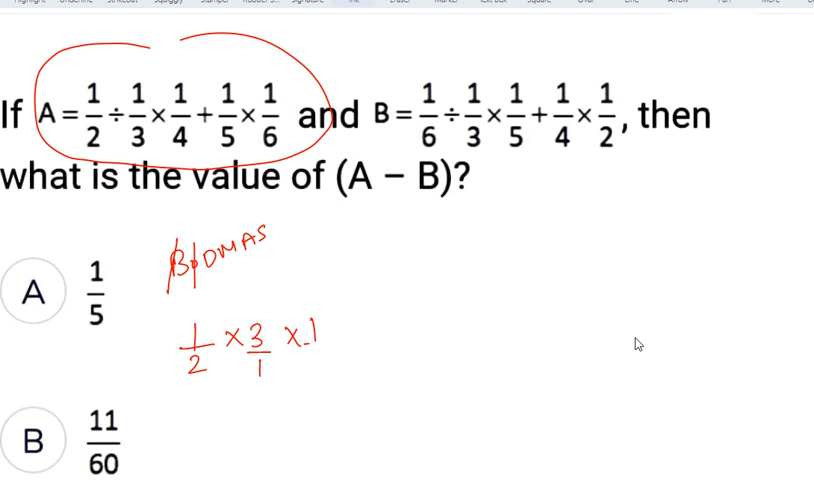 If A = 1/2 ÷ 1/3 × 1/4 + 1/5 × 1/6 and B = 1/6 ÷ 1/3 × 1/5 + 1/4 × 1/2, then
what is the value of (A – B)?
BODMAS
A 1/5
1/2 × 3/1 × 1
B 11/60